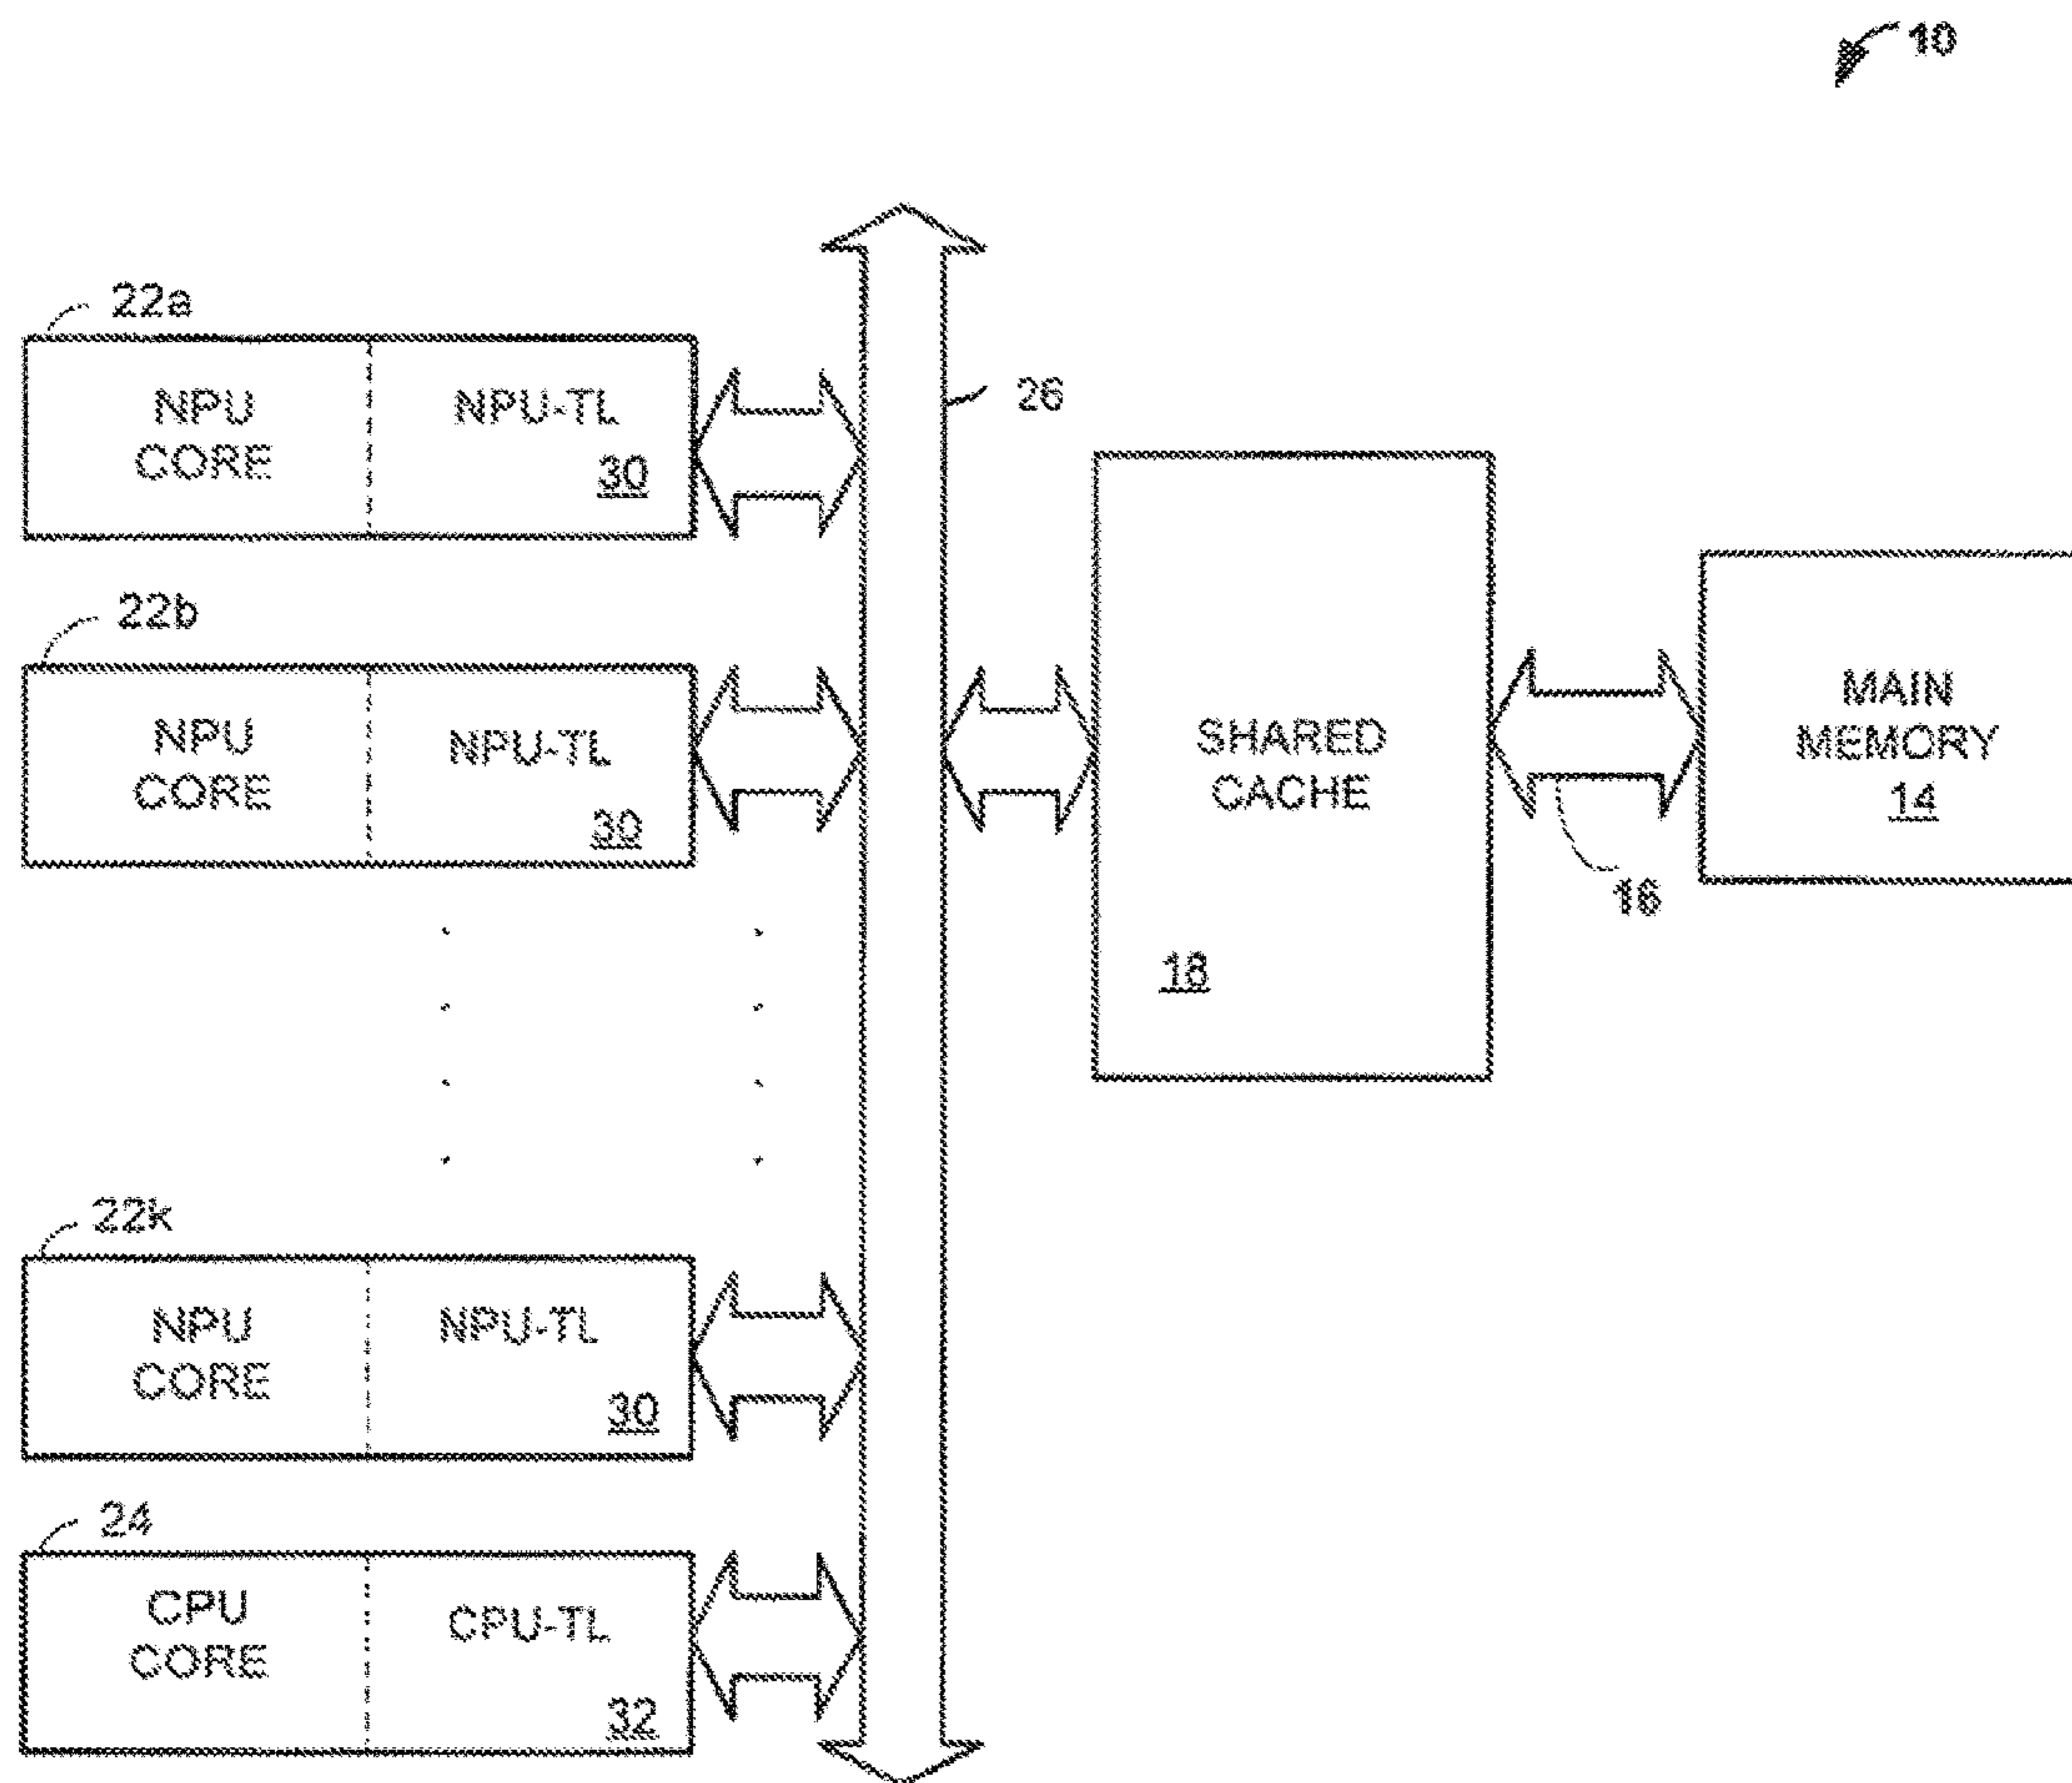 10
22a
NPU
CORE
NPU-TL
30
26
22b
NPU
CORE
NPU-TL
30
SHARED
CACHE
18
MAIN
MEMORY
14
16
22k
NPU
CORE
NPU-TL
30
24
CPU
CORE
CPU-TL
32